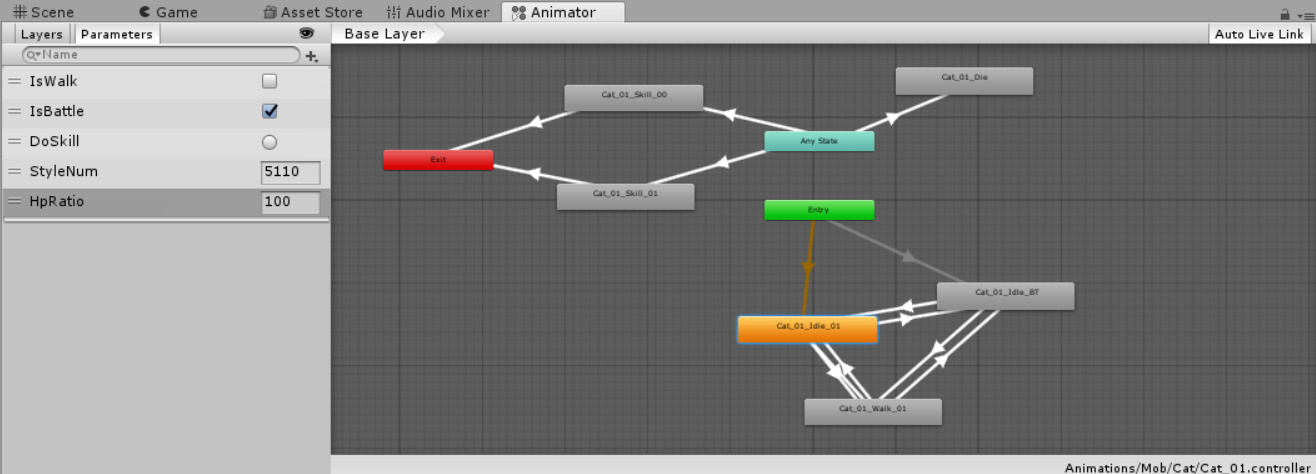 Scene Game Asset Store Audio Mixer Animator
Layers Parameters Base Layer Auto Live Link
Name
IsWalk
IsBattle
DoSkill
StyleNum 5110
HpRatio 100
Cat_01_Die
Cat_01_Skill_00
Any State
Exit
Cat_01_Skill_01
Entry
Cat_01_Idle_BT
Cat_01_Idle_01
Cat_01_Walk_01
Animations/Mob/Cat/Cat_01.controller